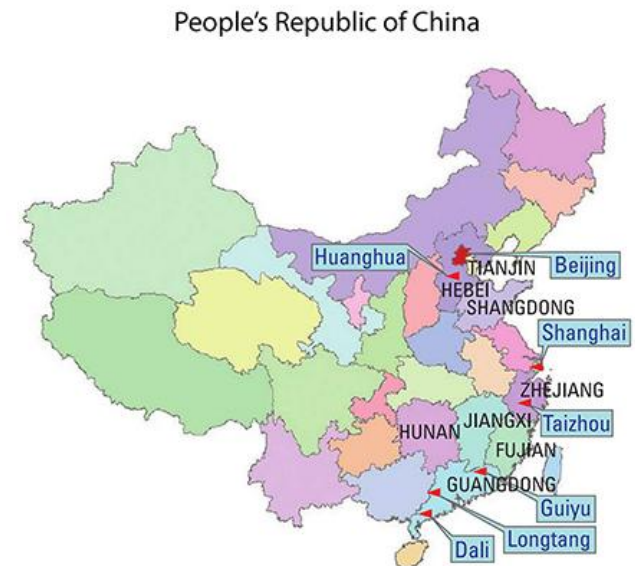 People's Republic of China
Huanghua
TIANJIN
Beijing
HEBEI
SHANGDONG
Shanghai
ZHEJIANG
JIANGXI
Taizhou
HUNAN
FUJIAN
GUANGDONG
Guiyu
Longtang
Dali